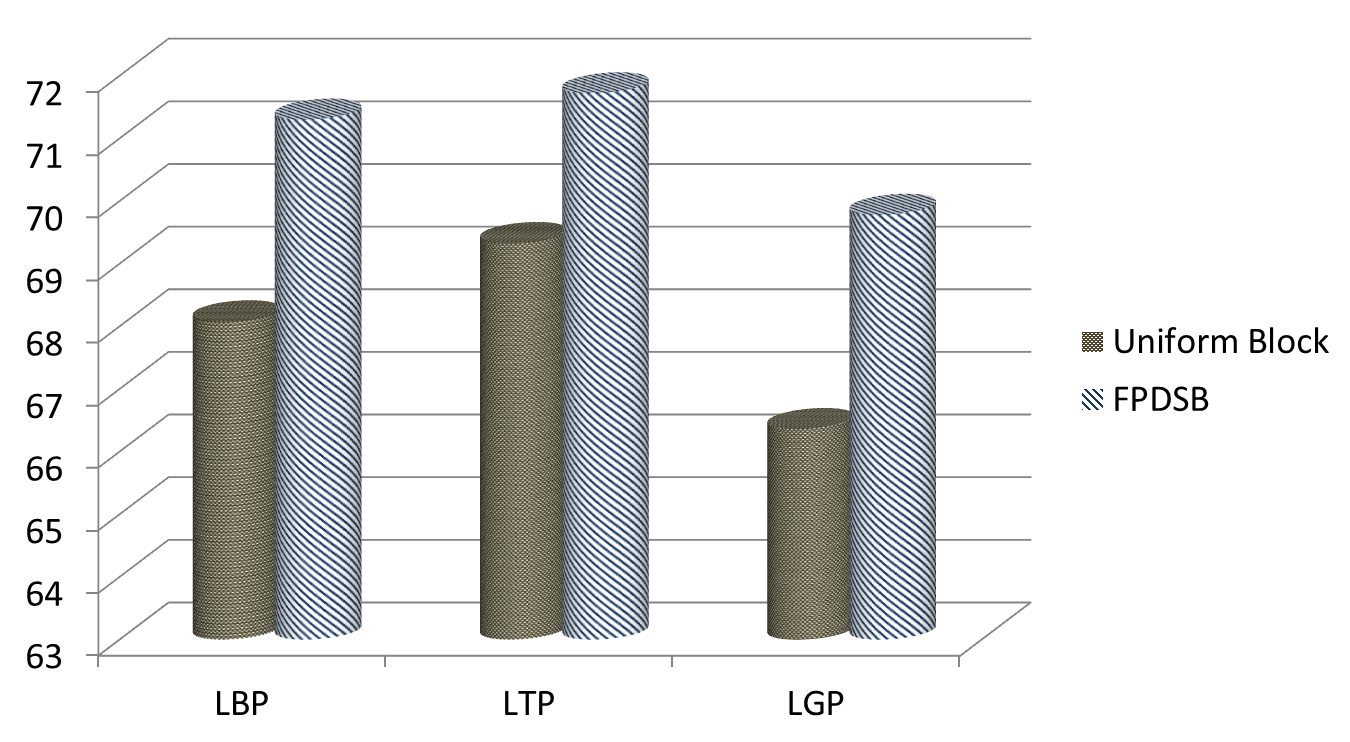 72
71
70
69
68
67
66
65
64
63
LBP
LTP
LGP
Uniform Block
FPDSB